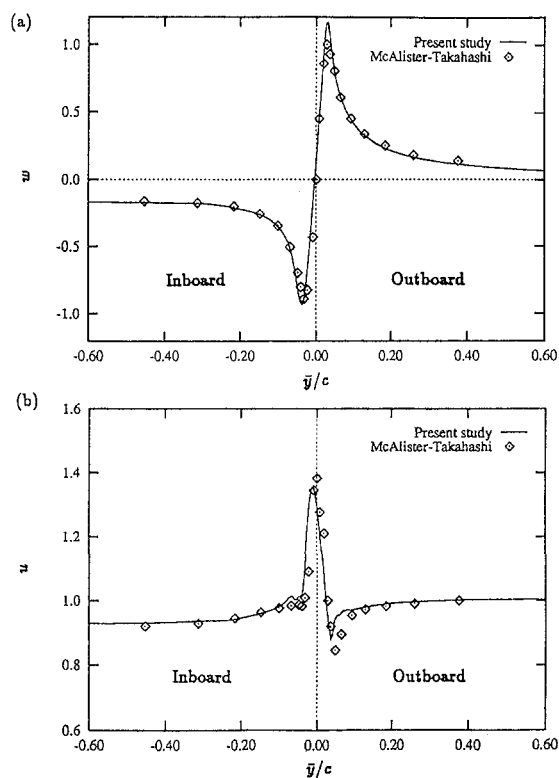 (a)
Present study
McAlister-Takahashi
1.0
0.5
0.0
-0.5
-1.0
w
Inboard
Outboard
-0.60 -0.40 -0.20 0.00 0.20 0.40 0.60
ȳ/c
(b)
1.6
Present study
McAlister-Takahashi
1.4
1.2
1.0
0.8
0.6
u
Inboard
Outboard
-0.60 -0.40 -0.20 0.00 0.20 0.40 0.60
ȳ/c